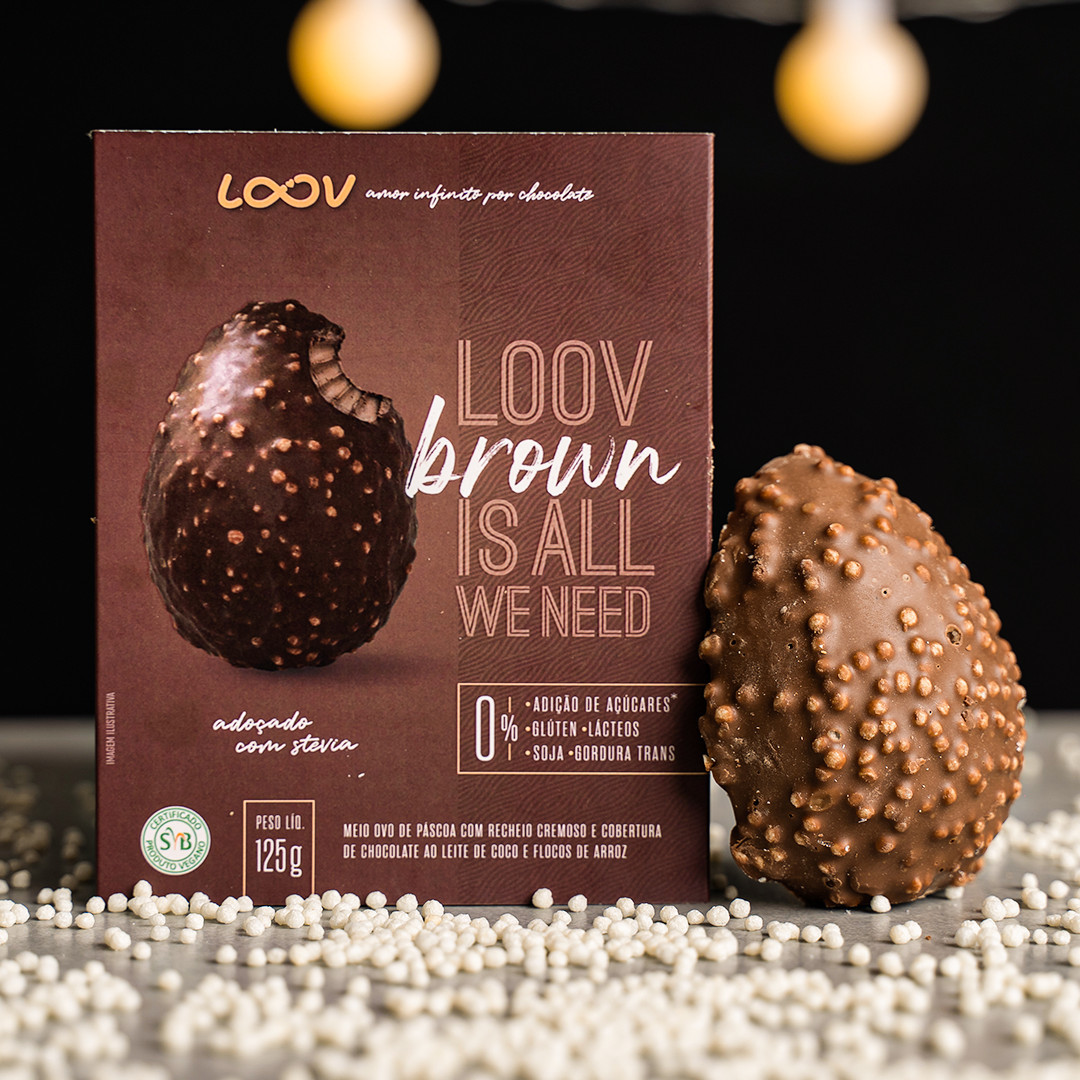 LOOV amor infinito por chocolate
LOOV
brown
IS ALL
WE NEED
0% •ADIÇÃO DE AÇÚCARES*
•GLÚTEN •LÁCTEOS
•SOJA •GORDURA TRANS
adoçado
com stévia
IMAGEM ILUSTRATIVA
CERTIFICADO
SVB
PRODUTO VEGANO
PESO LÍQ.
125g
MEIO OVO DE PÁSCOA COM RECHEIO CREMOSO E COBERTURA
DE CHOCOLATE AO LEITE DE COCO E FLOCOS DE ARROZ